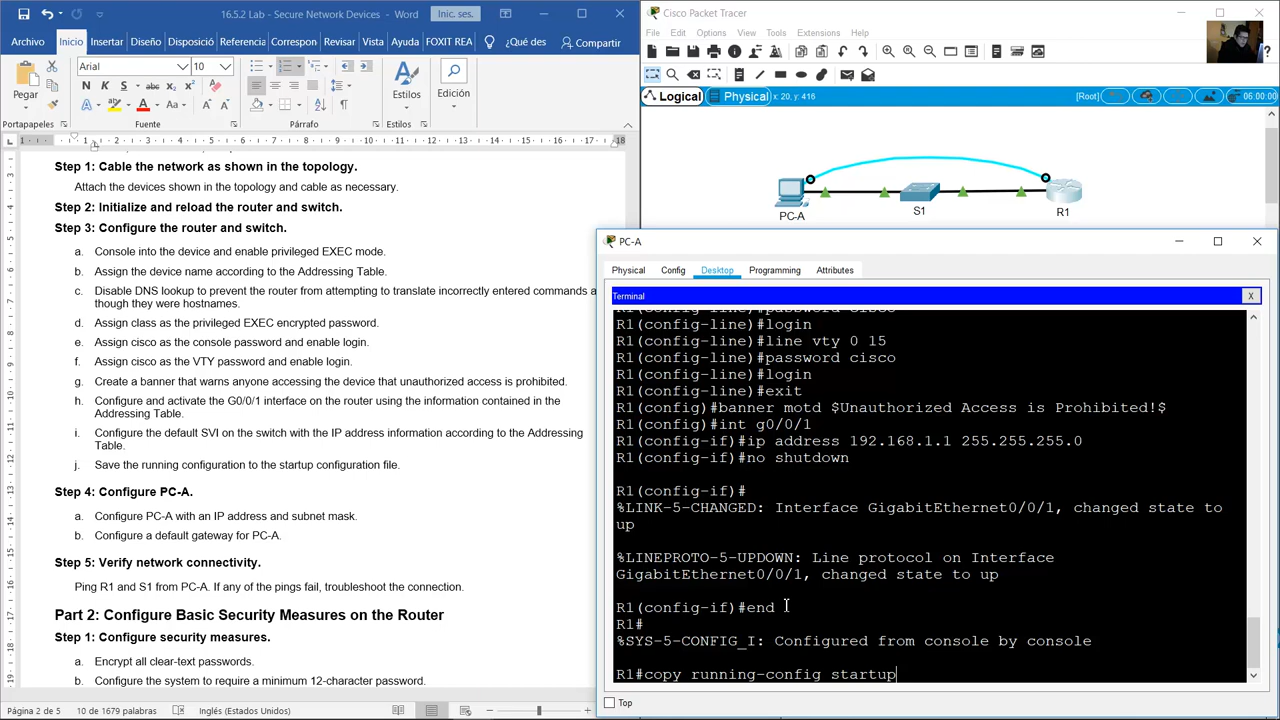 16.5.2 Lab - Secure Network Devices - Word
Inic. ses.
Archivo
Inicio
Insertar
Disposició
Referencia
Correspon
Revisar
Vista
Ayuda
FOXIT REA
¿Qué des
Compartir
Pegar
Arial
10
N
K
S
Aa
Estilos
Edición
Portapapeles
Fuente
Párrafo
Estilos
Step 1: Cable the network as shown in the topology.
Attach the devices shown in the topology and cable as necessary.
Step 2: Initialize and reload the router and switch.
Step 3: Configure the router and switch.
a. Console into the device and enable privileged EXEC mode.
b. Assign the device name according to the Addressing Table.
c. Disable DNS lookup to prevent the router from attempting to translate incorrectly entered commands a
though they were hostnames.
d. Assign class as the privileged EXEC encrypted password.
e. Assign cisco as the console password and enable login.
f. Assign cisco as the VTY password and enable login.
g. Create a banner that warns anyone accessing the device that unauthorized access is prohibited.
h. Configure and activate the G0/0/1 interface on the router using the information contained in the
Addressing Table.
i. Configure the default SVI on the switch with the IP address information according to the Addressing
Table.
j. Save the running configuration to the startup configuration file.
Step 4: Configure PC-A.
a. Configure PC-A with an IP address and subnet mask.
b. Configure a default gateway for PC-A.
Step 5: Verify network connectivity.
Ping R1 and S1 from PC-A. If any of the pings fail, troubleshoot the connection.
Part 2: Configure Basic Security Measures on the Router
Step 1: Configure security measures.
a. Encrypt all clear-text passwords.
b. Configure the system to require a minimum 12-character password.
Página 2 de 5
10 de 1679 palabras
Inglés (Estados Unidos)
Cisco Packet Tracer
File Edit Options View Tools Extensions Help
Logical
Physical
x: 20, y: 416
[Root]
06:00:00
PC-A
S1
R1
PC-A
Physical Config Desktop Programming Attributes
Terminal
X
R1(config-line)#password cisco
R1(config-line)#login
R1(config-line)#line vty 0 15
R1(config-line)#password cisco
R1(config-line)#login
R1(config-line)#exit
R1(config)#banner motd $Unauthorized Access is Prohibited!$
R1(config)#int g0/0/1
R1(config-if)#ip address 192.168.1.1 255.255.255.0
R1(config-if)#no shutdown
R1(config-if)#
%LINK-5-CHANGED: Interface GigabitEthernet0/0/1, changed state to
up
%LINEPROTO-5-UPDOWN: Line protocol on Interface
GigabitEthernet0/0/1, changed state to up
R1(config-if)#end
R1#
%SYS-5-CONFIG_I: Configured from console by console
R1#copy running-config startup
Top